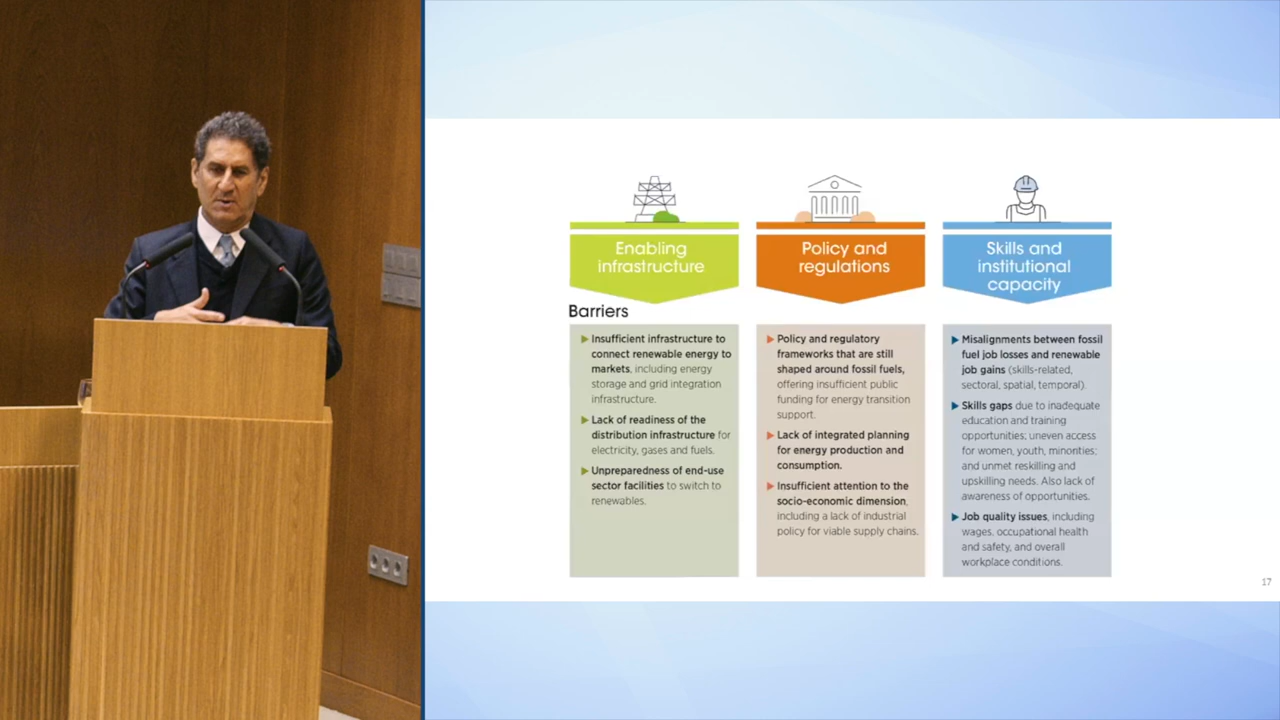 Enabling
infrastructure
Policy and
regulations
Skills and
institutional
capacity
Barriers
Insufficient infrastructure to
connect renewable energy to
markets, including energy
storage and grid integration
infrastructure.
Lack of readiness of the
distribution infrastructure for
electricity, gases and fuels.
Unpreparedness of end-use
sector facilities to switch to
renewables.
Policy and regulatory
frameworks that are still
shaped around fossil fuels,
offering insufficient public
funding for energy transition
support.
Lack of integrated planning
for energy production and
consumption.
Insufficient attention to the
socio-economic dimension,
including a lack of industrial
policy for viable supply chains.
Misalignments between fossil
fuel job losses and renewable
job gains (skills-related,
sectoral, spatial, temporal).
Skills gaps due to inadequate
education and training
opportunities; uneven access
for women, youth, minorities;
and unmet reskilling and
upskilling needs. Also lack of
awareness of opportunities.
Job quality issues, including
wages, occupational health
and safety, and overall
workplace conditions.
17